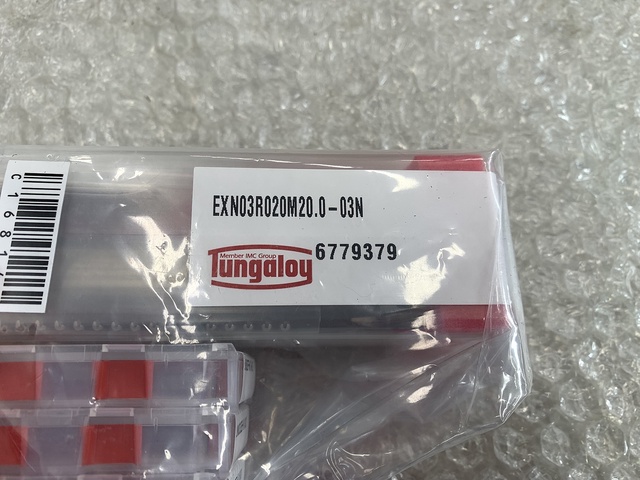 EXN03R020M20.0-03N
Member IMC Group
Tungaloy
6779379